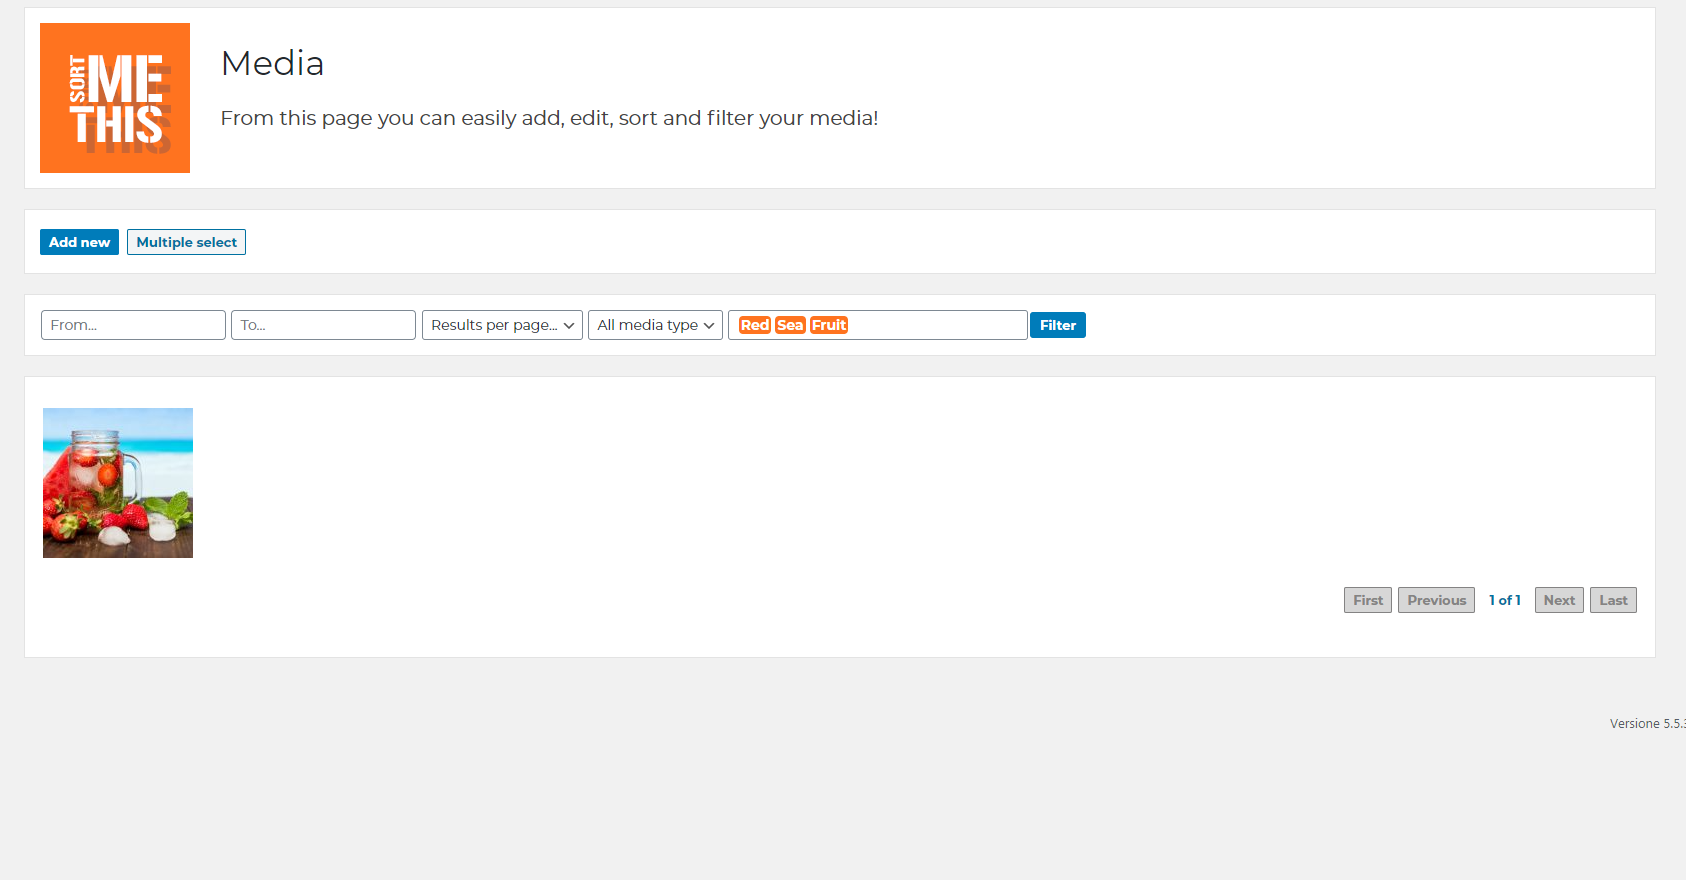 SORT ME
THIS
Media
From this page you can easily add, edit, sort and filter your media!
Add new Multiple select
From... To... Results per page... All media type Red Sea Fruit Filter
First Previous 1 of 1 Next Last
Versione 5.5.3